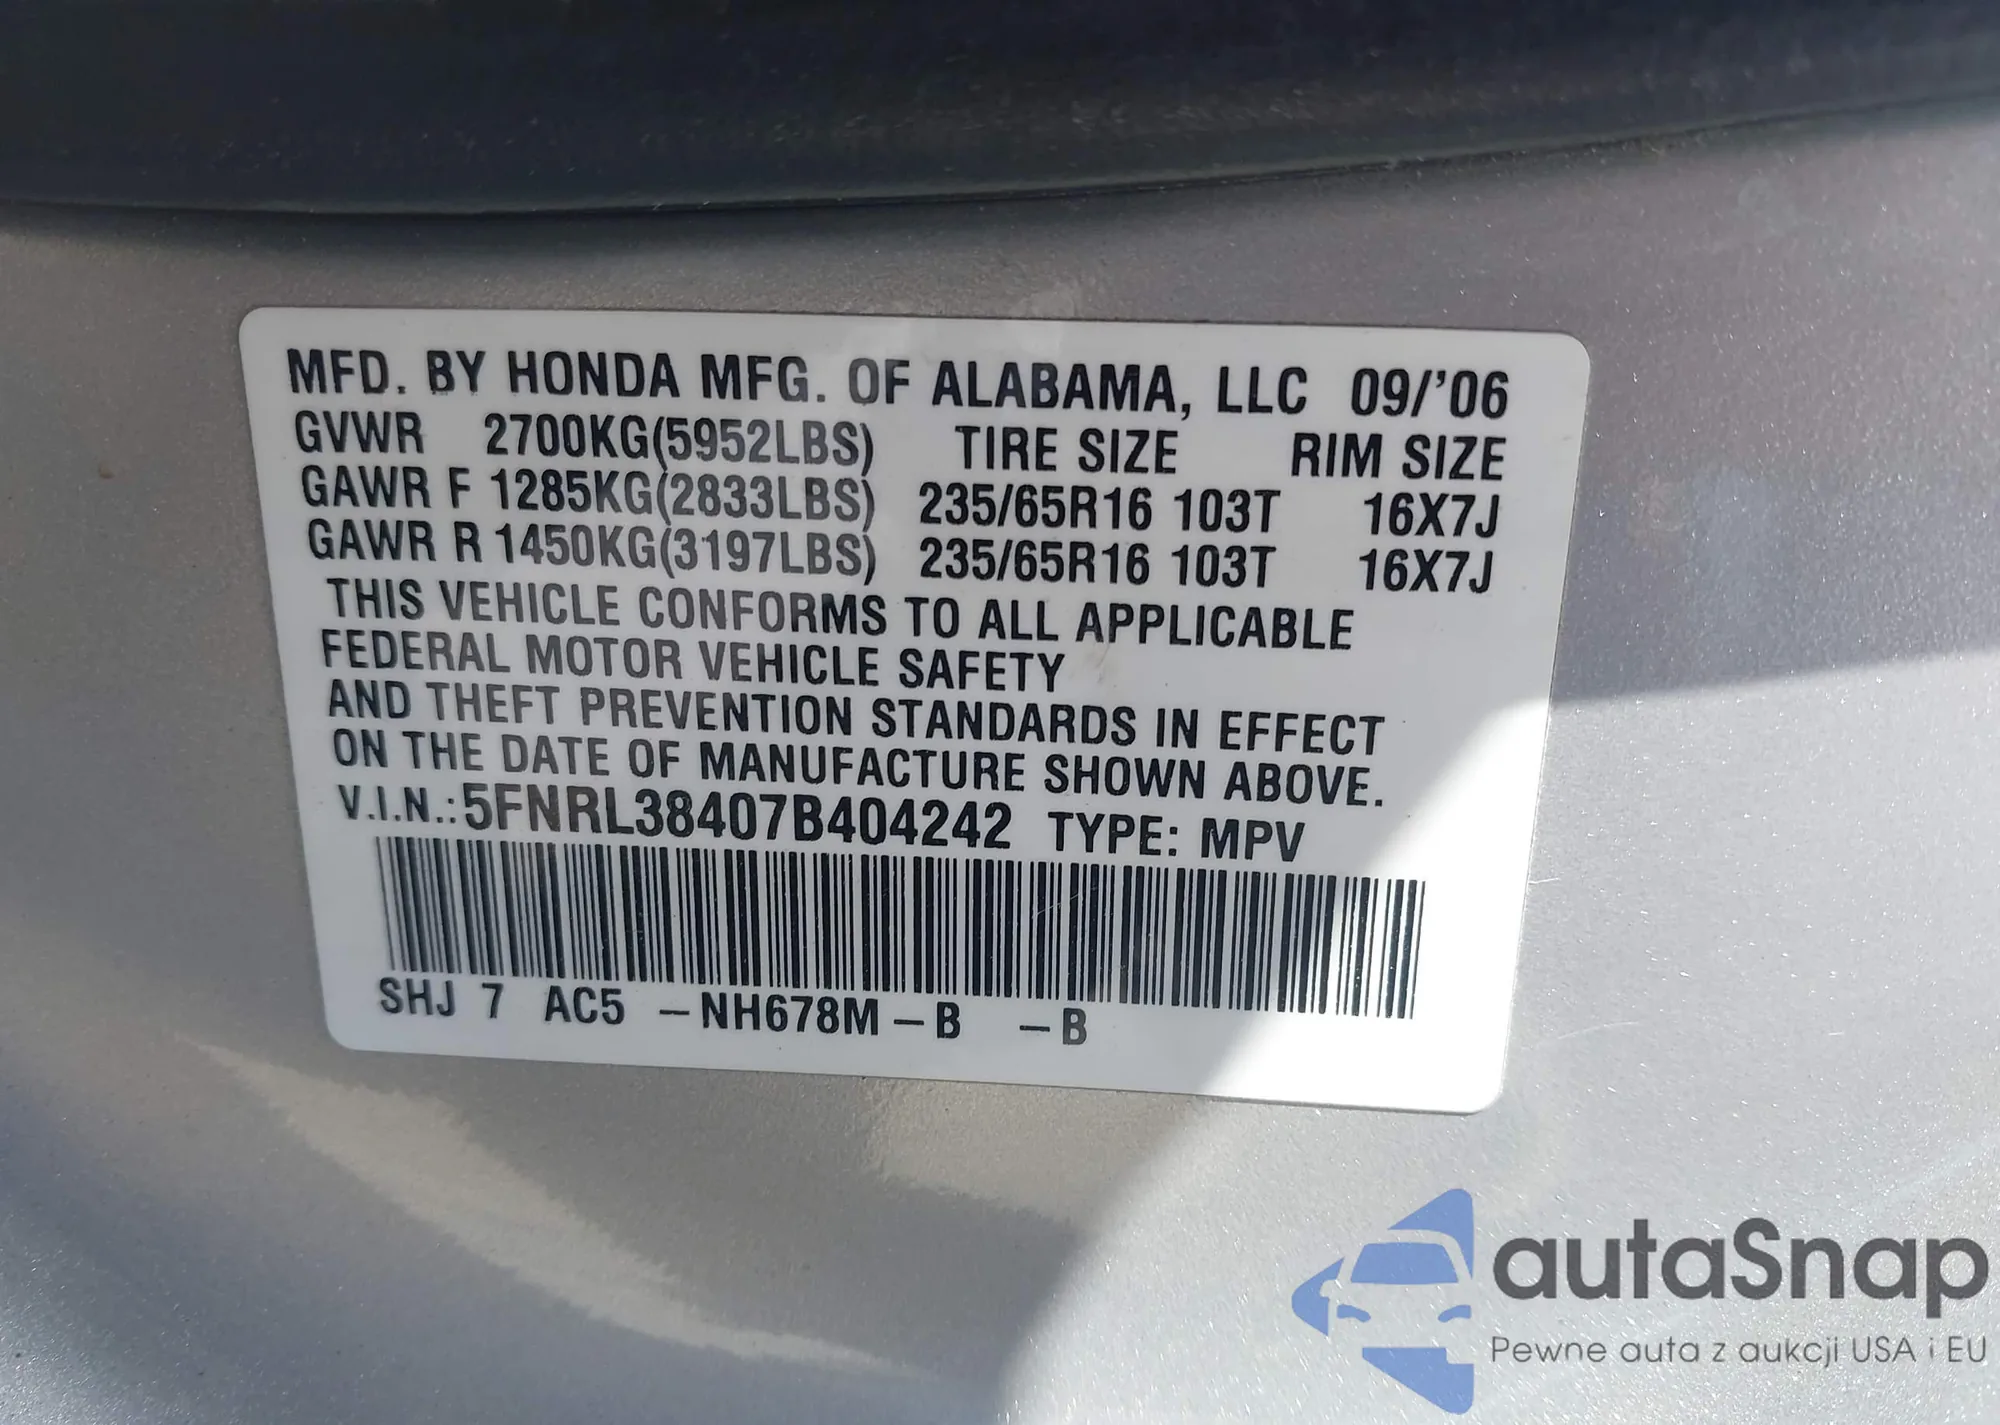 MFD. BY HONDA MFG. OF ALABAMA, LLC 09/'06
GVWR 2700KG(5952LBS) TIRE SIZE RIM SIZE
GAWR F 1285KG(2833LBS) 235/65R16 103T 16X7J
GAWR R 1450KG(3197LBS) 235/65R16 103T 16X7J
THIS VEHICLE CONFORMS TO ALL APPLICABLE
FEDERAL MOTOR VEHICLE SAFETY
AND THEFT PREVENTION STANDARDS IN EFFECT
ON THE DATE OF MANUFACTURE SHOWN ABOVE.
V.I.N.: 5FNRL38407B404242 TYPE: MPV
SHJ 7 AC5 –NH678M –B –B
autaSnap
Pewne auta z aukcji USA i EU